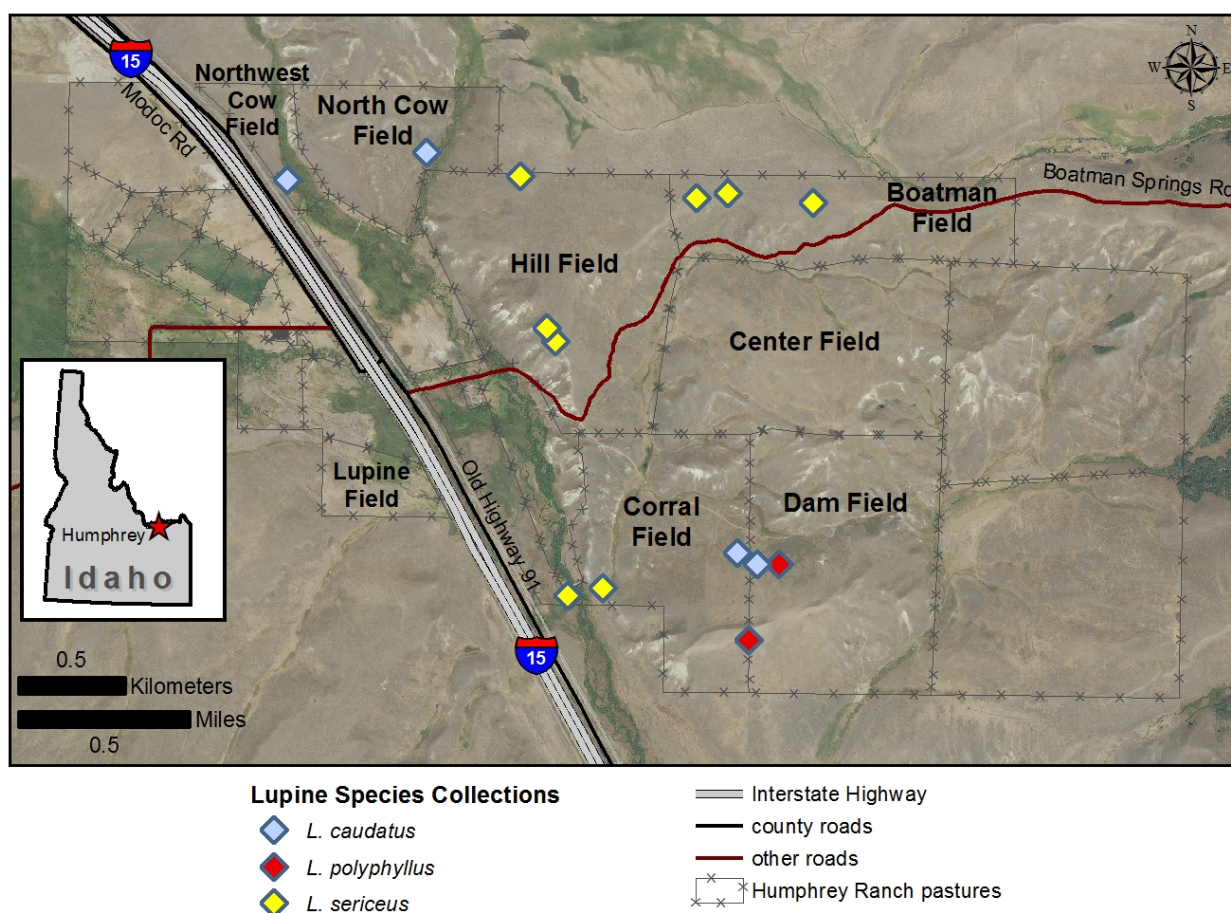 N
W E
S
15
Northwest
Cow
Field
North Cow
Field
Modoc Rd
Boatman Springs Rd
Boatman
Field
Hill Field
Center Field
Lupine
Field
Old Highway 91
Corral
Field
Dam Field
Humphrey
Idaho
15
0.5
Kilometers
Miles
0.5
Lupine Species Collections
L. caudatus
L. polyphyllus
L. sericeus
Interstate Highway
county roads
other roads
Humphrey Ranch pastures